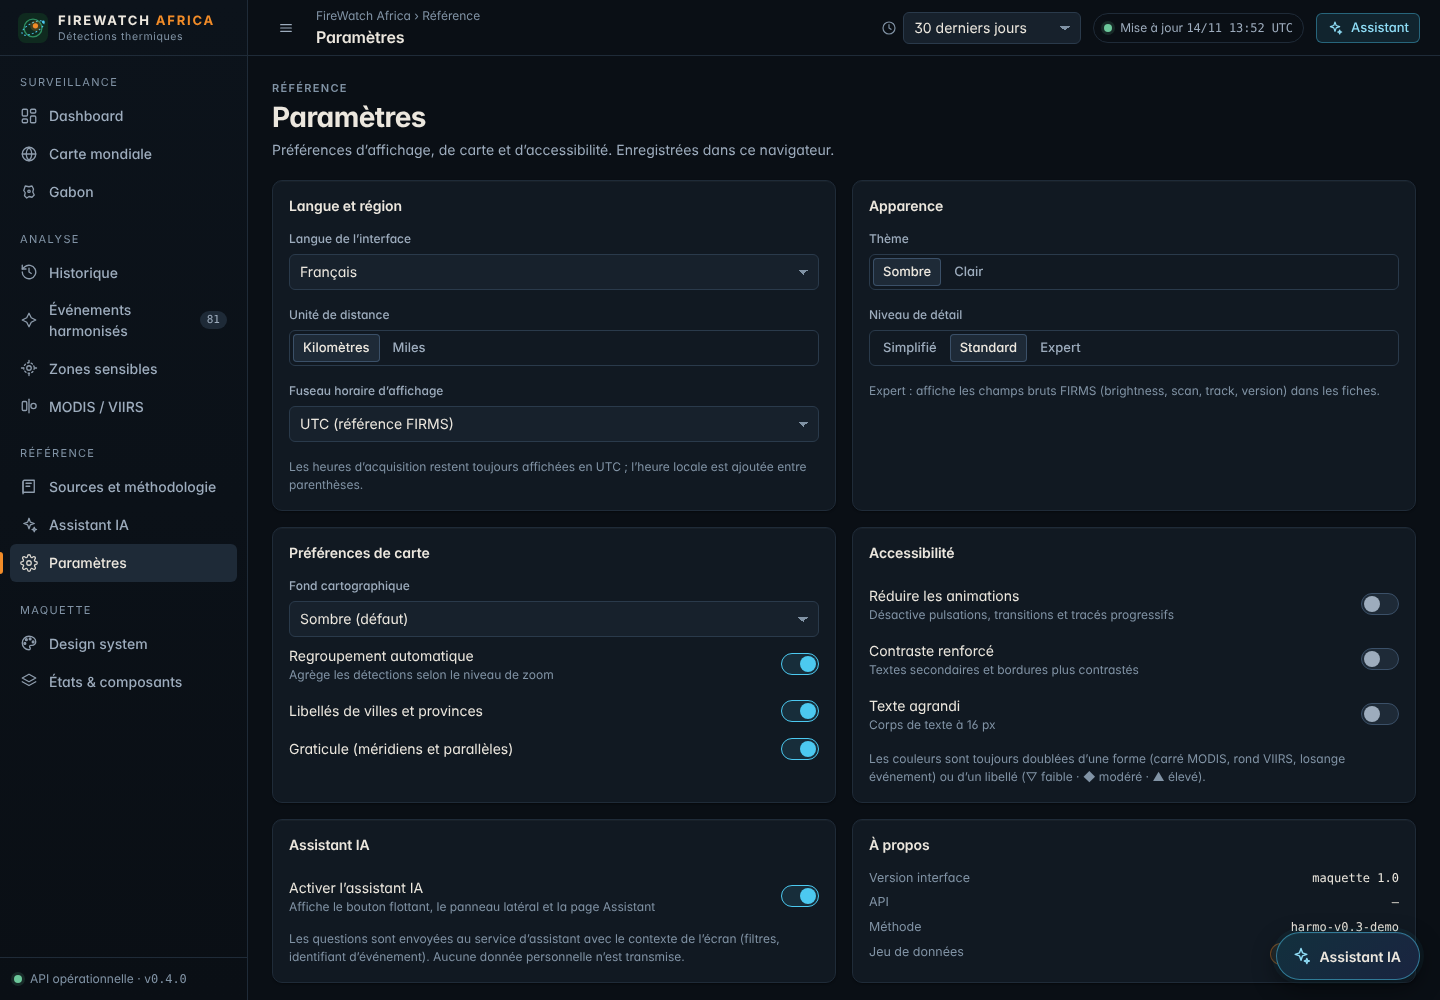 FIREWATCH AFRICA
Détections thermiques
SURVEILLANCE
Dashboard
Carte mondiale
Gabon
ANALYSE
Historique
Événements
harmonisés
81
Zones sensibles
MODIS / VIIRS
RÉFÉRENCE
Sources et méthodologie
Assistant IA
Paramètres
MAQUETTE
Design system
États & composants
API opérationnelle · v0.4.0
FireWatch Africa › Référence
Paramètres
30 derniers jours
Mise à jour 14/11 13:52 UTC
Assistant
RÉFÉRENCE
Paramètres
Préférences d’affichage, de carte et d’accessibilité. Enregistrées dans ce navigateur.
Langue et région
Langue de l’interface
Français
Unité de distance
Kilomètres Miles
Fuseau horaire d’affichage
UTC (référence FIRMS)
Les heures d’acquisition restent toujours affichées en UTC ; l’heure locale est ajoutée entre
parenthèses.
Apparence
Thème
Sombre Clair
Niveau de détail
Simplifié Standard Expert
Expert : affiche les champs bruts FIRMS (brightness, scan, track, version) dans les fiches.
Préférences de carte
Fond cartographique
Sombre (défaut)
Regroupement automatique
Agrège les détections selon le niveau de zoom
Libellés de villes et provinces
Graticule (méridiens et parallèles)
Accessibilité
Réduire les animations
Désactive pulsations, transitions et tracés progressifs
Contraste renforcé
Textes secondaires et bordures plus contrastés
Texte agrandi
Corps de texte à 16 px
Les couleurs sont toujours doublées d’une forme (carré MODIS, rond VIIRS, losange
événement) ou d’un libellé (▽ faible · ◆ modéré · ▲ élevé).
Assistant IA
Activer l’assistant IA
Affiche le bouton flottant, le panneau latéral et la page Assistant
Les questions sont envoyées au service d’assistant avec le contexte de l’écran (filtres,
identifiant d’événement). Aucune donnée personnelle n’est transmise.
À propos
Version interface maquette 1.0
API —
Méthode harmo-v0.3-demo
Jeu de données
Assistant IA